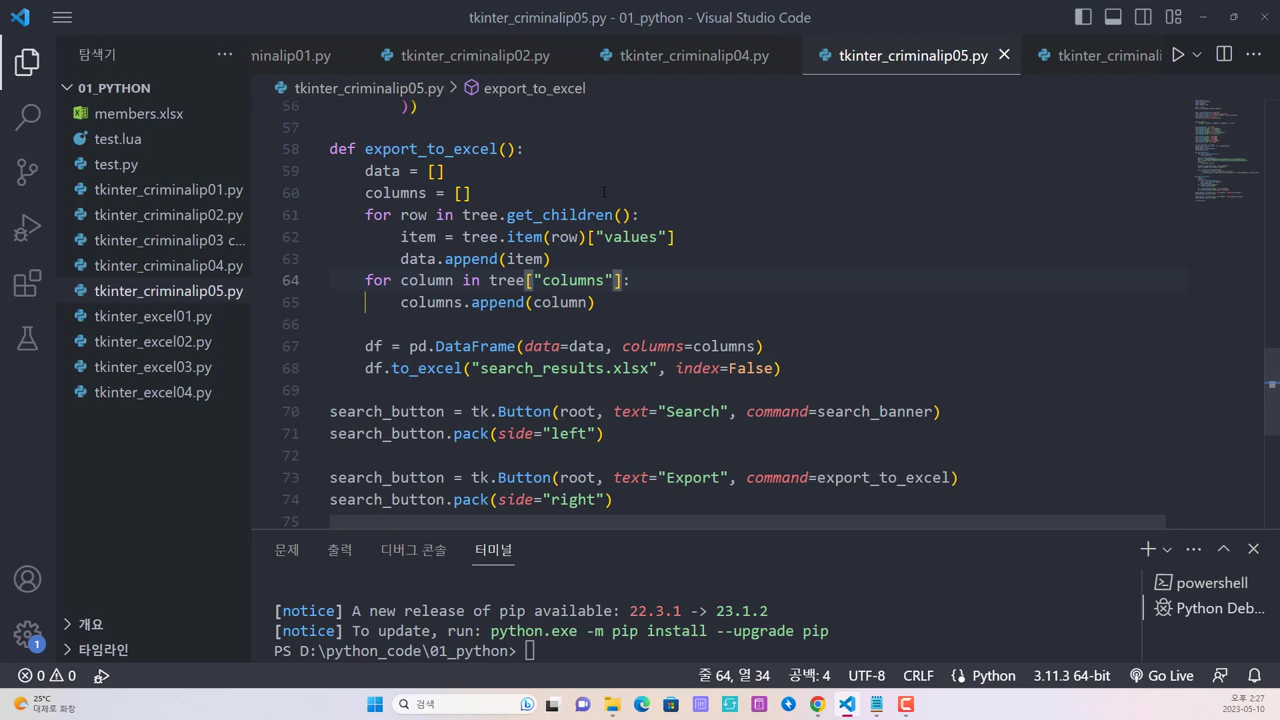 tkinter_criminalip05.py - 01_python - Visual Studio Code
탐색기
minalip01.py
tkinter_criminalip02.py
tkinter_criminalip04.py
tkinter_criminalip05.py
tkinter_criminali
01_PYTHON
members.xlsx
test.lua
test.py
tkinter_criminalip01.py
tkinter_criminalip02.py
tkinter_criminalip03 c...
tkinter_criminalip04.py
tkinter_criminalip05.py
tkinter_excel01.py
tkinter_excel02.py
tkinter_excel03.py
tkinter_excel04.py
개요
타임라인
1
tkinter_criminalip05.py > export_to_excel
56 ))
57
58 def export_to_excel():
59 data = []
60 columns = []
61 for row in tree.get_children():
62 item = tree.item(row)["values"]
63 data.append(item)
64 for column in tree["columns"]:
65 columns.append(column)
66
67 df = pd.DataFrame(data=data, columns=columns)
68 df.to_excel("search_results.xlsx", index=False)
69
70 search_button = tk.Button(root, text="Search", command=search_banner)
71 search_button.pack(side="left")
72
73 search_button = tk.Button(root, text="Export", command=export_to_excel)
74 search_button.pack(side="right")
75
문제 출력 디버그 콘솔 터미널
powershell
Python Deb...
[notice] A new release of pip available: 22.3.1 -> 23.1.2
[notice] To update, run: python.exe -m pip install --upgrade pip
PS D:\python_code\01_python>
0 0 줄 64, 열 34 공백: 4 UTF-8 CRLF Python 3.11.3 64-bit Go Live
25°C
대체로 화창
검색
오후 2:27
2023-05-10